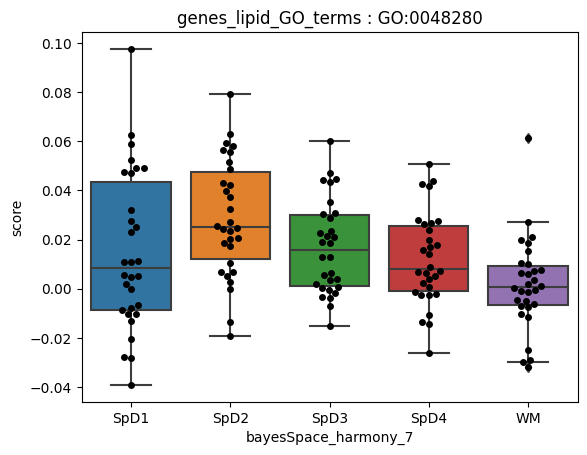 genes_lipid_GO_terms : GO:0048280
score
0.10
0.08
0.06
0.04
0.02
0.00
−0.02
−0.04
SpD1 SpD2 SpD3 SpD4 WM
bayesSpace_harmony_7